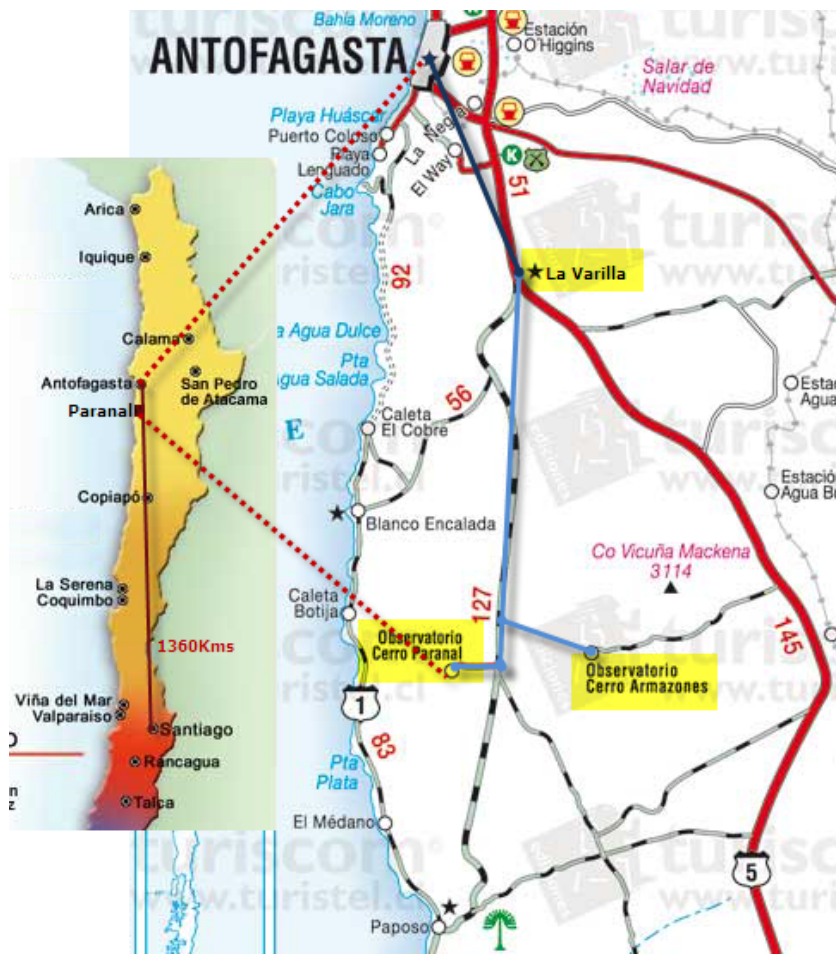 Bahía Moreno
ANTOFAGASTA
Estación
O'Higgins
Salar de
Navidad
Playa Huáscar
Puerto Coloso
Playa
Lenguado
La Negra
El Way
K
51
Cabo
Jara
92
La Varilla
Arica
Iquique
Calama
Antofagasta
San Pedro
de Atacama
Paranal
Copiapó
La Serena
Coquimbo
1360Kms
Viña del Mar
Valparaiso
Santiago
Rancagua
Talca
a Agua Dulce
Pta
Agua Salada
E
56
Caleta
El Cobre
Blanco Encalada
Esta
Agua
Estació
Agua B
Co Vicuña Mackena
3114
Caleta
Botija
127
145
Observatorio
Cerro Paranal
Observatorio
Cerro Armazones
1
83
Pta
Plata
El Médano
5
Paposo
turiscom
www.turistel.cl